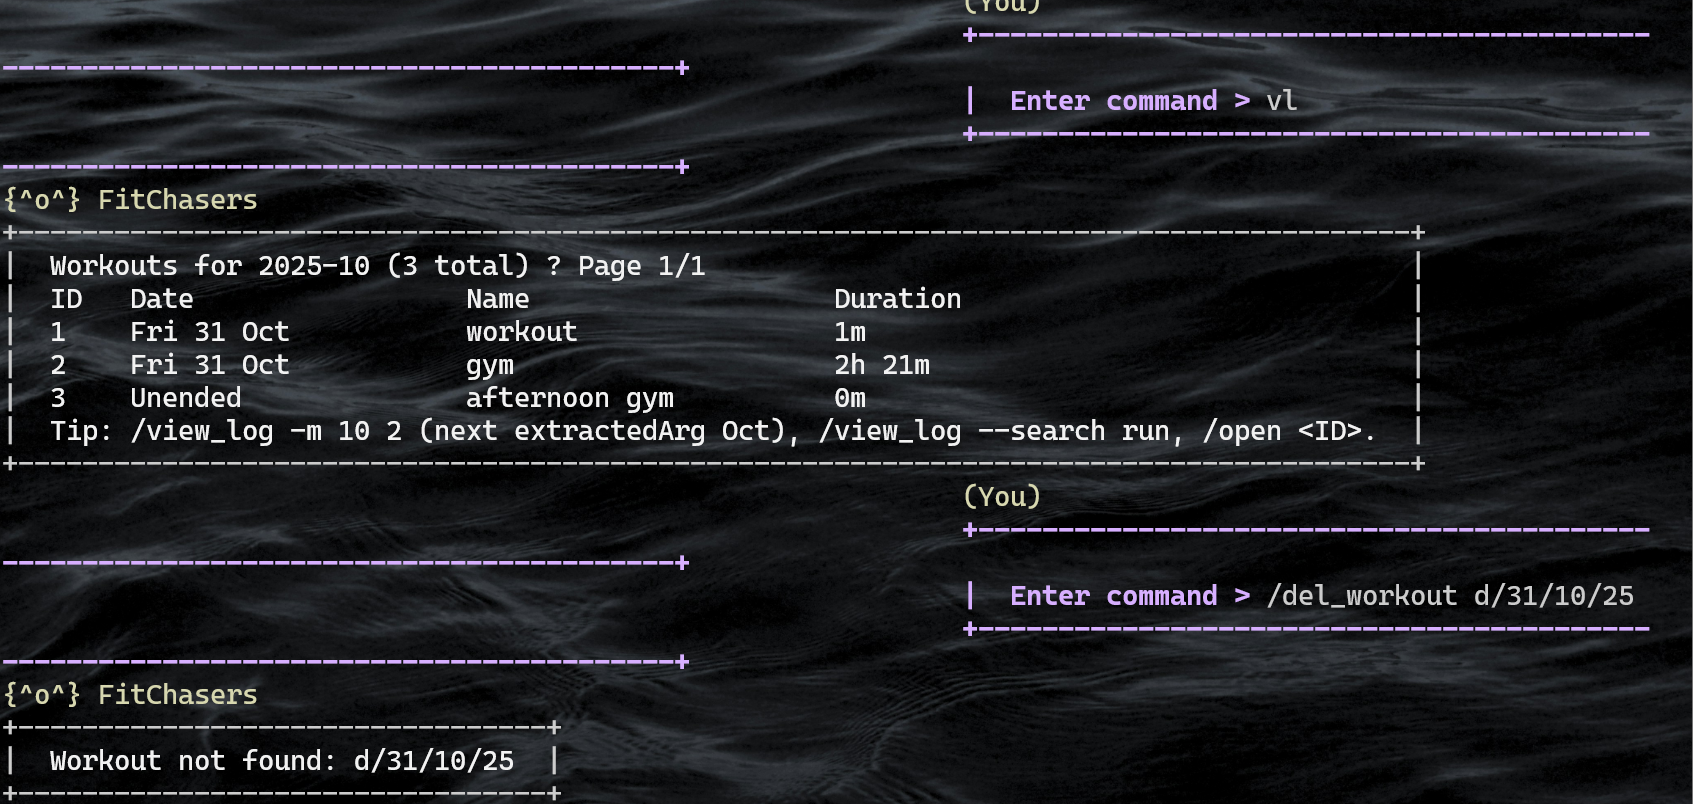 (You)
+------------------------------------------
-------------------------------------------+
|  Enter command > vl
+------------------------------------------
-------------------------------------------+
{^o^} FitChasers
+----------------------------------------------------------------------------------------+
|  Workouts for 2025-10 (3 total) ? Page 1/1                                             |
|  ID   Date                 Name                   Duration                             |
|  1    Fri 31 Oct           workout                1m                                   |
|  2    Fri 31 Oct           gym                    2h 21m                               |
|  3    Unended              afternoon gym          0m                                   |
|  Tip: /view_log -m 10 2 (next extractedArg Oct), /view_log --search run, /open <ID>.   |
+----------------------------------------------------------------------------------------+
(You)
+------------------------------------------
-------------------------------------------+
|  Enter command > /del_workout d/31/10/25
+------------------------------------------
-------------------------------------------+
{^o^} FitChasers
+----------------------------------+
|  Workout not found: d/31/10/25   |
+----------------------------------+